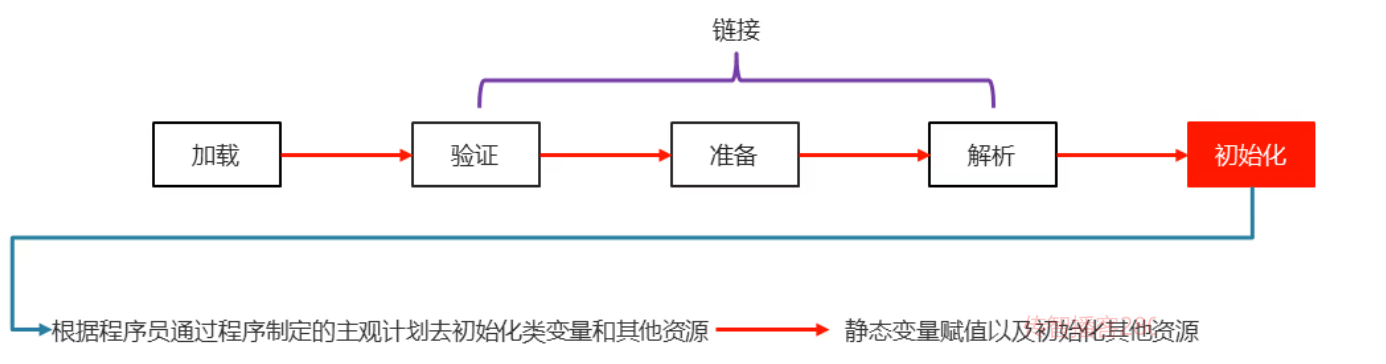 链接
加载
验证
准备
解析
初始化
根据程序员通过程序制定的主观计划去初始化类变量和其他资源
静态变量赋值以及初始化其他资源